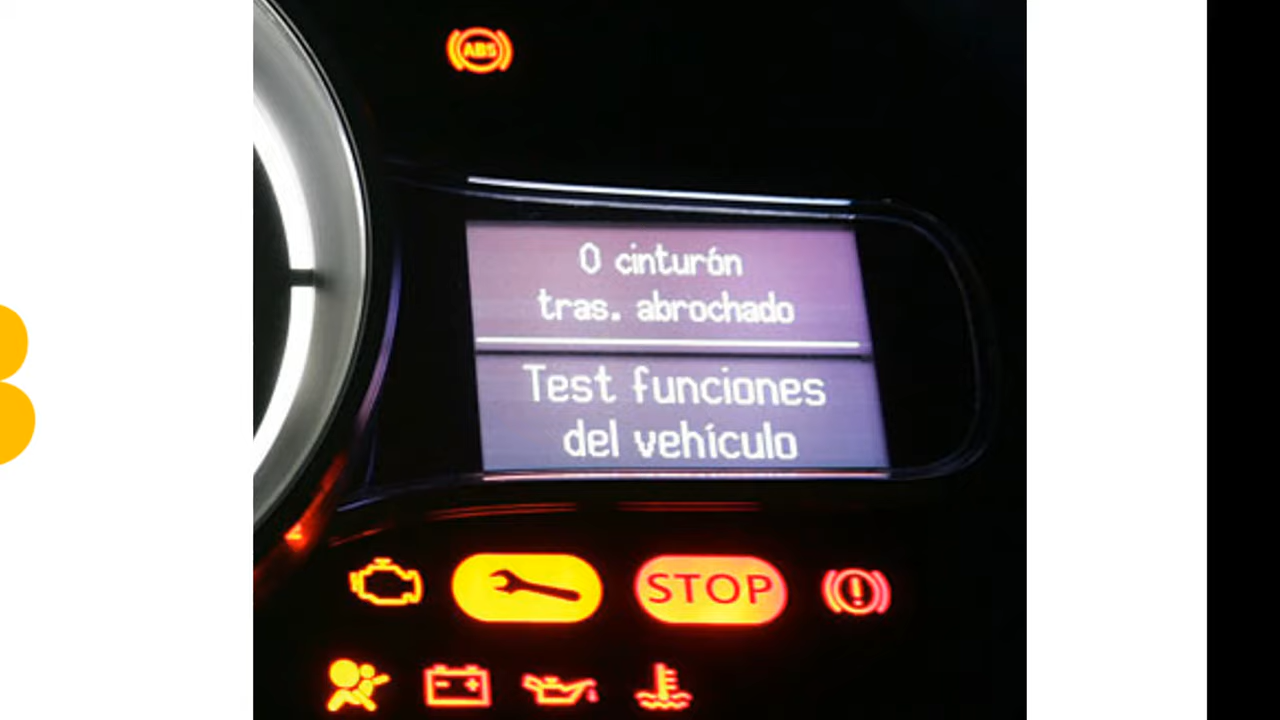 ABS
0 cinturón
tras. abrochado
Test funciones
del vehículo
STOP